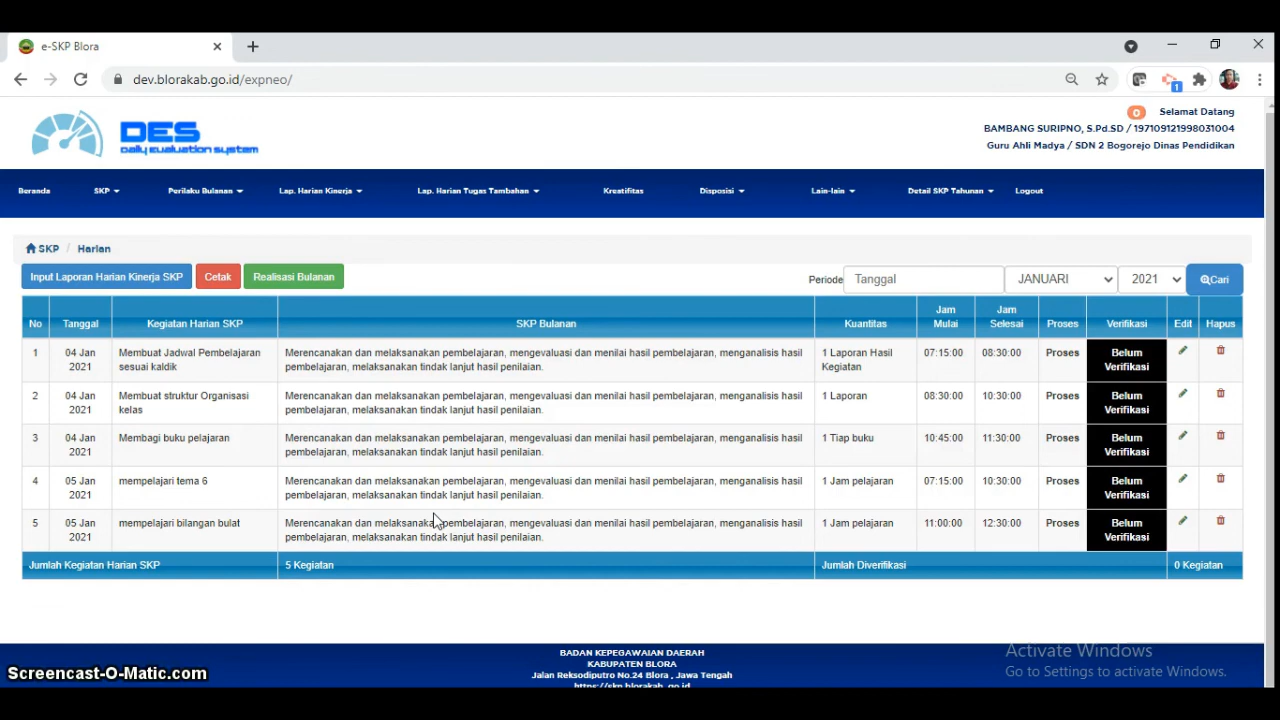 e-SKP Blora
dev.blorakab.go.id/expneo/
1
DES
Daily Evaluation System
0 Selamat Datang
BAMBANG SURIPNO, S.Pd.SD / 197109121998031004
Guru Ahli Madya / SDN 2 Bogorejo Dinas Pendidikan
Beranda SKP Perilaku Bulanan Lap. Harian Kinerja Lap. Harian Tugas Tambahan Kreatifitas Disposisi Lain-lain Detail SKP Tahunan Logout
SKP / Harian
Input Laporan Harian Kinerja SKP Cetak Realisasi Bulanan Periode Tanggal JANUARI 2021 Cari
No Tanggal Kegiatan Harian SKP SKP Bulanan Kuantitas Jam Mulai Jam Selesai Proses Verifikasi Edit Hapus
1 04 Jan 2021 Membuat Jadwal Pembelajaran sesuai kaldik Merencanakan dan melaksanakan pembelajaran, mengevaluasi dan menilai hasil pembelajaran, menganalisis hasil pembelajaran, melaksanakan tindak lanjut hasil penilaian. 1 Laporan Hasil Kegiatan 07:15:00 08:30:00 Proses Belum Verifikasi
2 04 Jan 2021 Membuat struktur Organisasi kelas Merencanakan dan melaksanakan pembelajaran, mengevaluasi dan menilai hasil pembelajaran, menganalisis hasil pembelajaran, melaksanakan tindak lanjut hasil penilaian. 1 Laporan 08:30:00 10:30:00 Proses Belum Verifikasi
3 04 Jan 2021 Membagi buku pelajaran Merencanakan dan melaksanakan pembelajaran, mengevaluasi dan menilai hasil pembelajaran, menganalisis hasil pembelajaran, melaksanakan tindak lanjut hasil penilaian. 1 Tiap buku 10:45:00 11:30:00 Proses Belum Verifikasi
4 05 Jan 2021 mempelajari tema 6 Merencanakan dan melaksanakan pembelajaran, mengevaluasi dan menilai hasil pembelajaran, menganalisis hasil pembelajaran, melaksanakan tindak lanjut hasil penilaian. 1 Jam pelajaran 07:15:00 10:30:00 Proses Belum Verifikasi
5 05 Jan 2021 mempelajari bilangan bulat Merencanakan dan melaksanakan pembelajaran, mengevaluasi dan menilai hasil pembelajaran, menganalisis hasil pembelajaran, melaksanakan tindak lanjut hasil penilaian. 1 Jam pelajaran 11:00:00 12:30:00 Proses Belum Verifikasi
Jumlah Kegiatan Harian SKP 5 Kegiatan Jumlah Diverifikasi 0 Kegiatan
BADAN KEPEGAWAIAN DAERAH
KABUPATEN BLORA
Jalan Reksodiputro No.24 Blora , Jawa Tengah
https://skp.blorakab.go.id
Activate Windows
Go to Settings to activate Windows.
Screencast-O-Matic.com